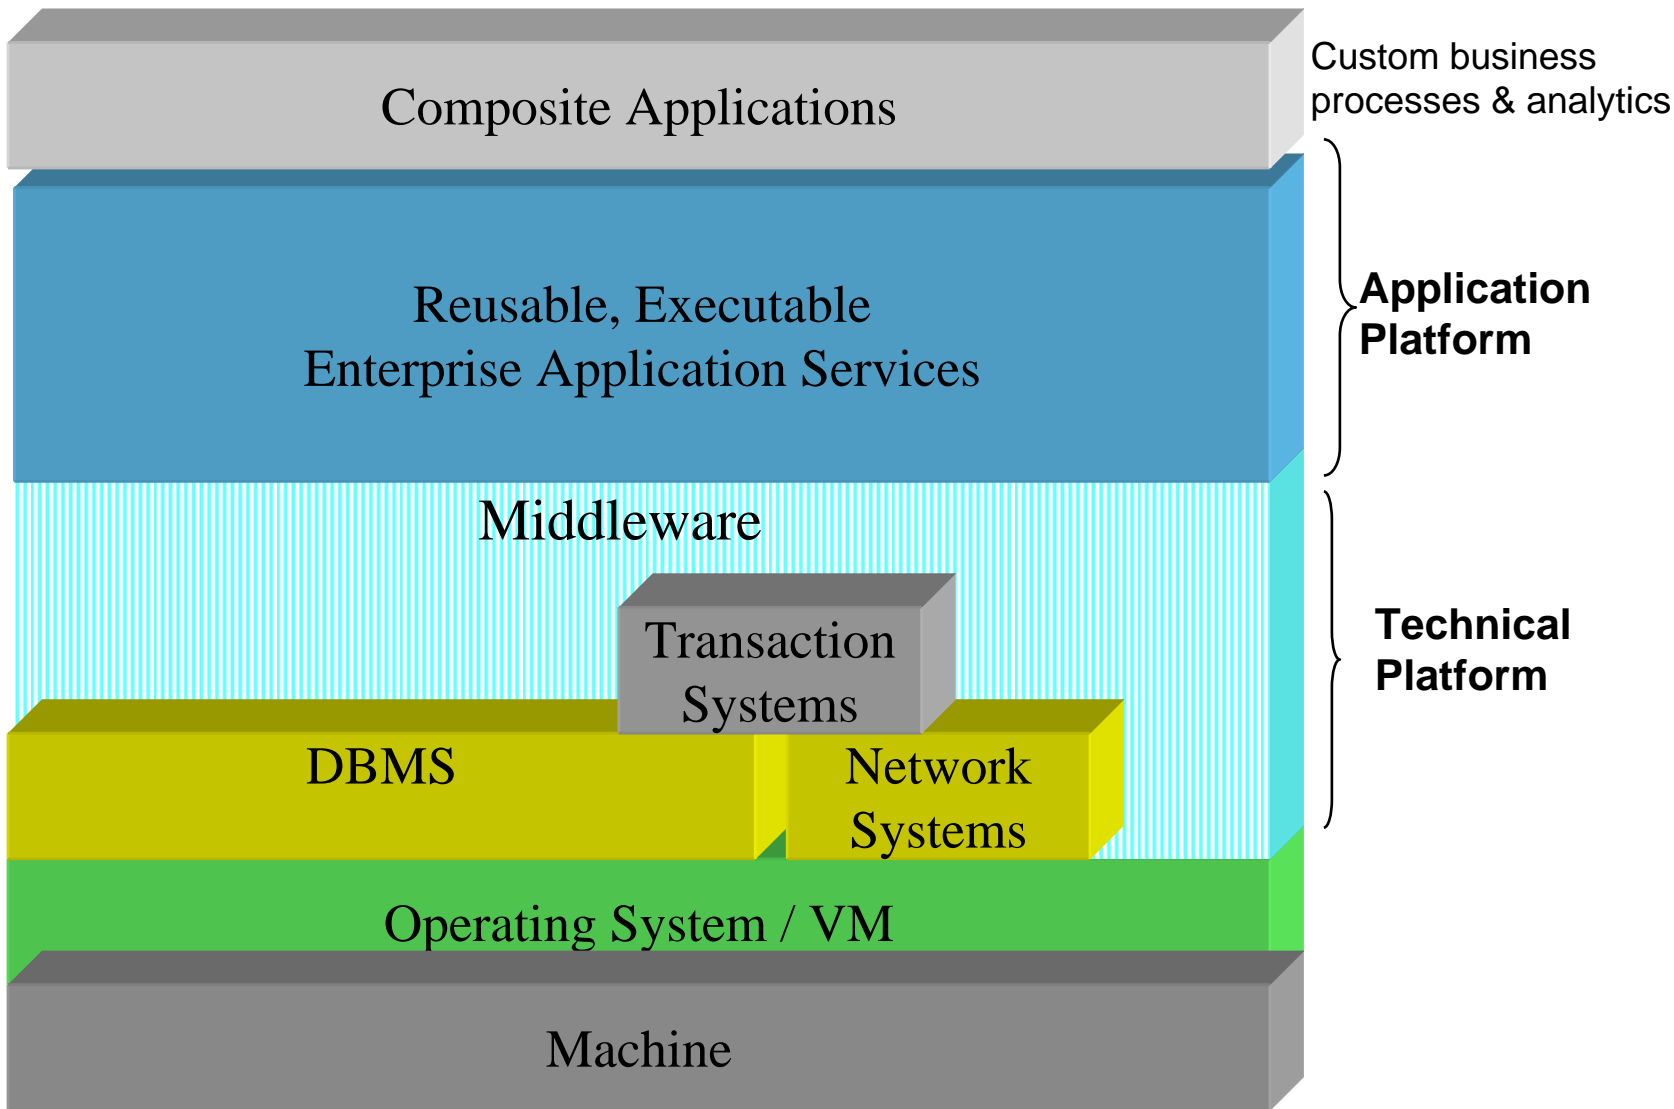 Composite Applications
Custom business
processes & analytics
Reusable, Executable
Enterprise Application Services
Application
Platform
Middleware
Transaction
Systems
Technical
Platform
DBMS
Network
Systems
Operating System / VM
Machine